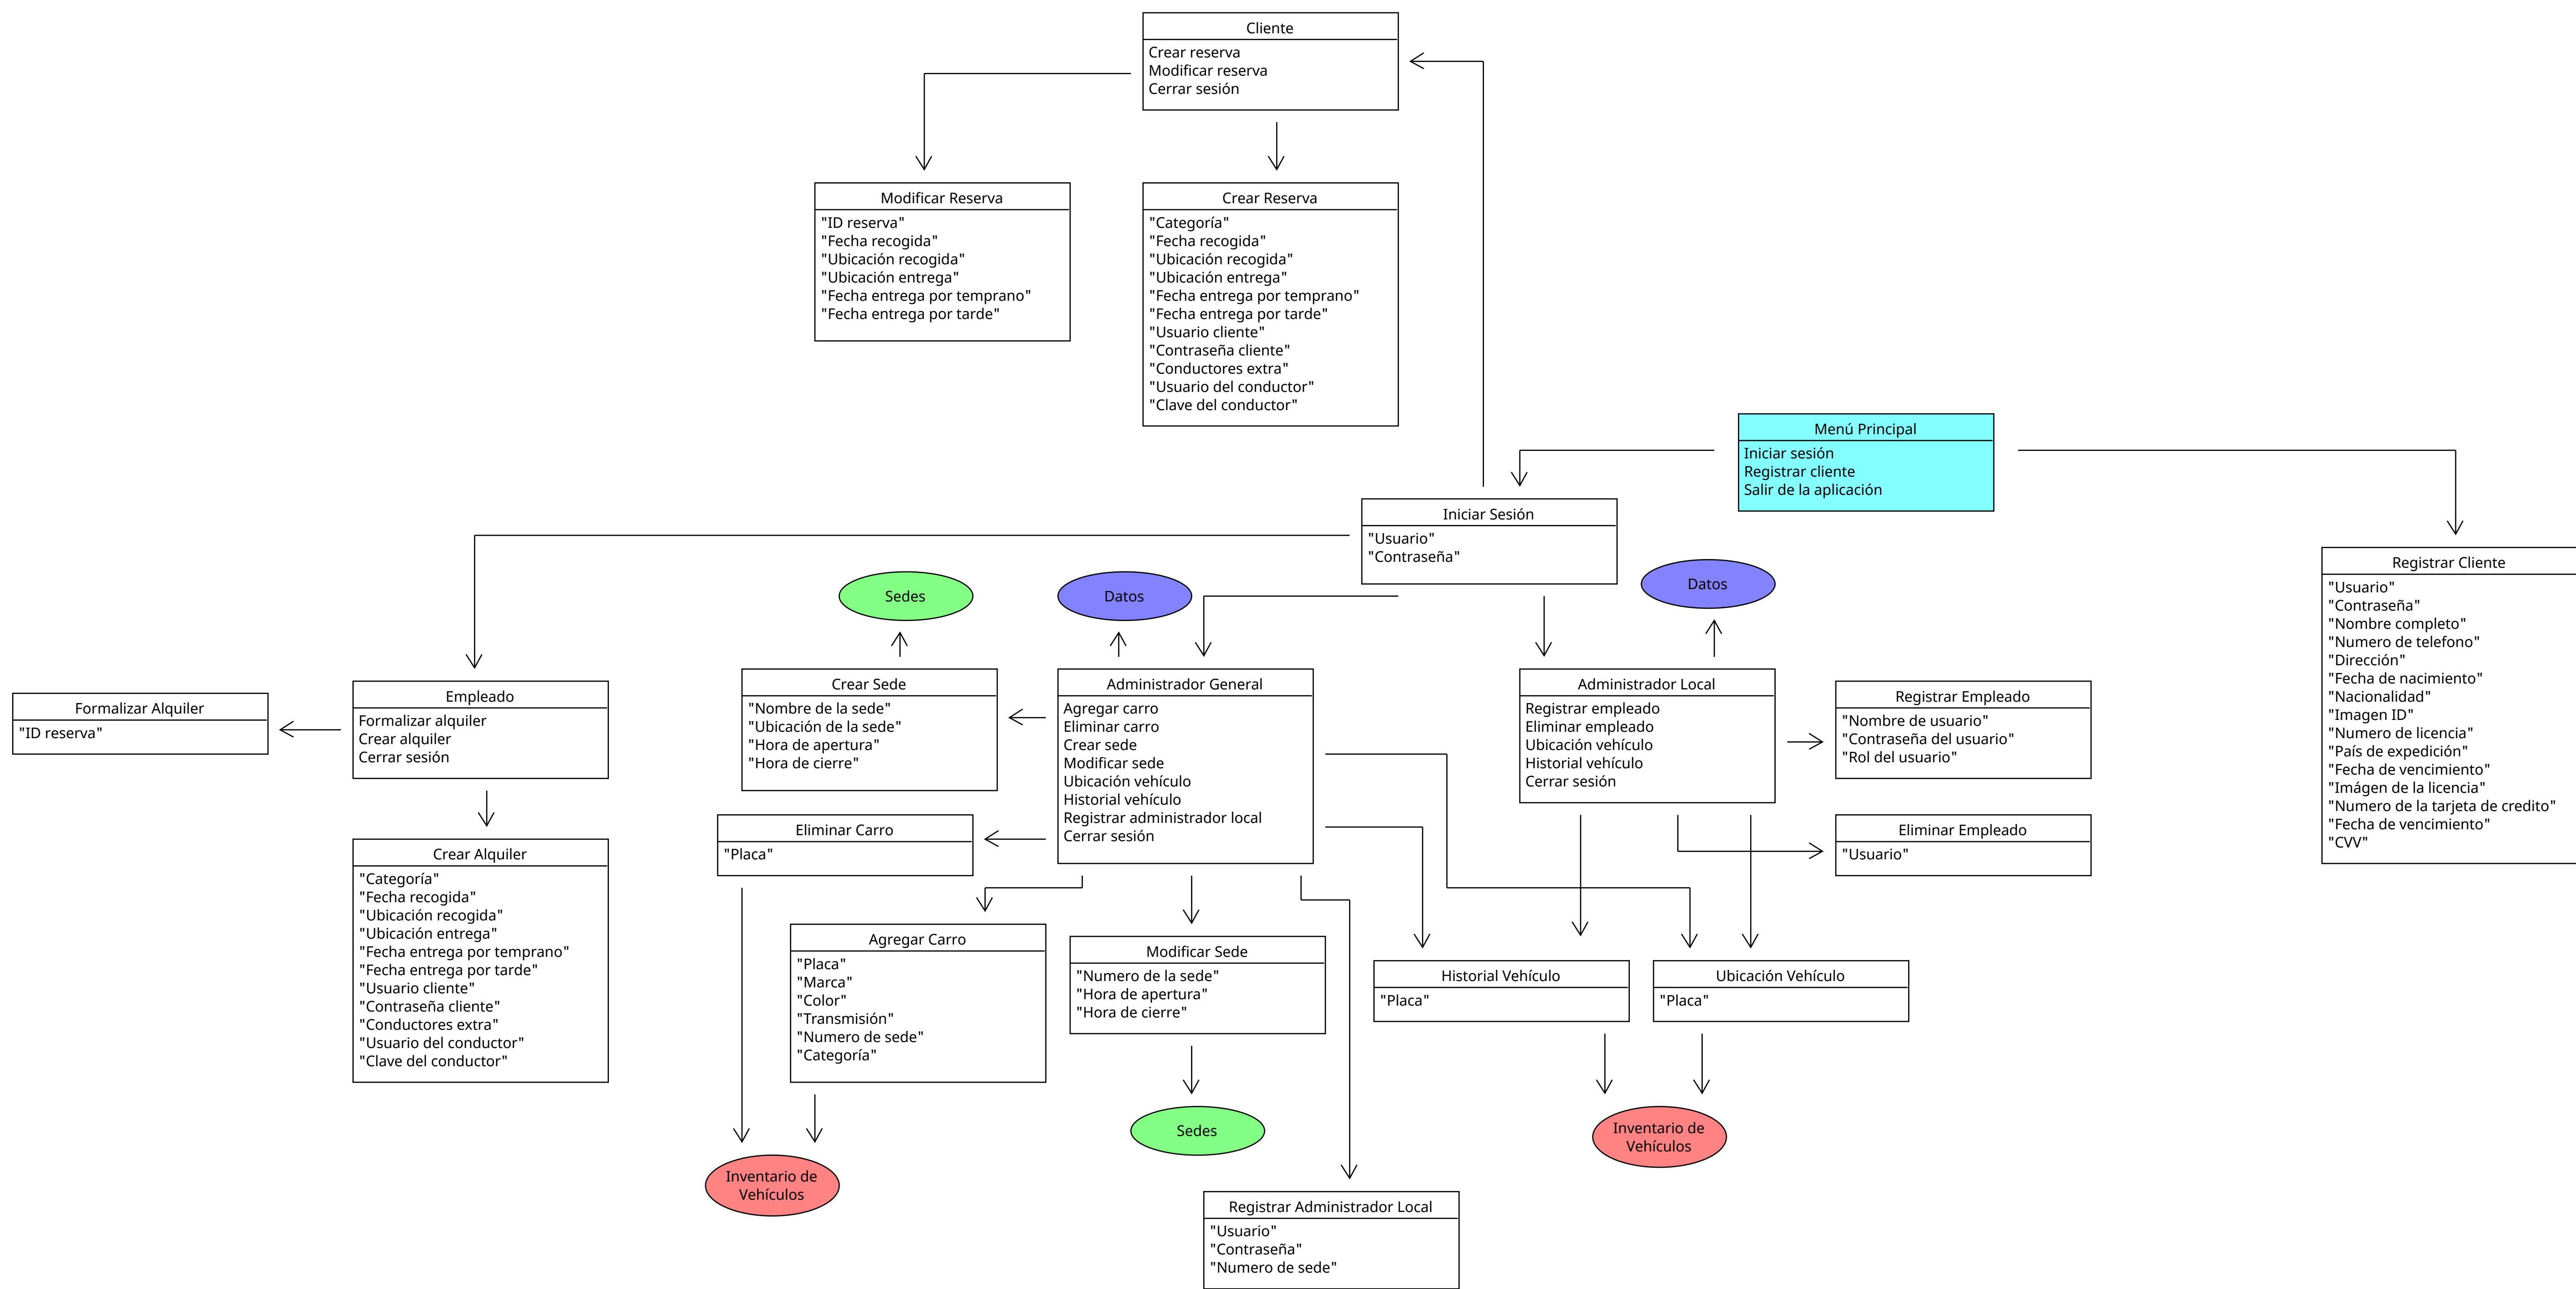 Cliente
Crear reserva
Modificar reserva
Cerrar sesión
Modificar Reserva
"ID reserva"
"Fecha recogida"
"Ubicación recogida"
"Ubicación entrega"
"Fecha entrega por temprano"
"Fecha entrega por tarde"
Crear Reserva
"Categoría"
"Fecha recogida"
"Ubicación recogida"
"Ubicación entrega"
"Fecha entrega por temprano"
"Fecha entrega por tarde"
"Usuario cliente"
"Contraseña cliente"
"Conductores extra"
"Usuario del conductor"
"Clave del conductor"
Menú Principal
Iniciar sesión
Registrar cliente
Salir de la aplicación
Iniciar Sesión
"Usuario"
"Contraseña"
Registrar Cliente
"Usuario"
"Contraseña"
"Nombre completo"
"Numero de telefono"
"Dirección"
"Fecha de nacimiento"
"Nacionalidad"
"Imagen ID"
"Numero de licencia"
"País de expedición"
"Fecha de vencimiento"
"Imágen de la licencia"
"Numero de la tarjeta de credito"
"Fecha de vencimiento"
"CVV"
Sedes
Datos
Datos
Formalizar Alquiler
"ID reserva"
Empleado
Formalizar alquiler
Crear alquiler
Cerrar sesión
Crear Sede
"Nombre de la sede"
"Ubicación de la sede"
"Hora de apertura"
"Hora de cierre"
Administrador General
Agregar carro
Eliminar carro
Crear sede
Modificar sede
Ubicación vehículo
Historial vehículo
Registrar administrador local
Cerrar sesión
Administrador Local
Registrar empleado
Eliminar empleado
Ubicación vehículo
Historial vehículo
Cerrar sesión
Registrar Empleado
"Nombre de usuario"
"Contraseña del usuario"
"Rol del usuario"
Eliminar Carro
"Placa"
Eliminar Empleado
"Usuario"
Crear Alquiler
"Categoría"
"Fecha recogida"
"Ubicación recogida"
"Ubicación entrega"
"Fecha entrega por temprano"
"Fecha entrega por tarde"
"Usuario cliente"
"Contraseña cliente"
"Conductores extra"
"Usuario del conductor"
"Clave del conductor"
Agregar Carro
"Placa"
"Marca"
"Color"
"Transmisión"
"Numero de sede"
"Categoría"
Modificar Sede
"Numero de la sede"
"Hora de apertura"
"Hora de cierre"
Historial Vehículo
"Placa"
Ubicación Vehículo
"Placa"
Sedes
Inventario de
Vehículos
Inventario de
Vehículos
Registrar Administrador Local
"Usuario"
"Contraseña"
"Numero de sede"